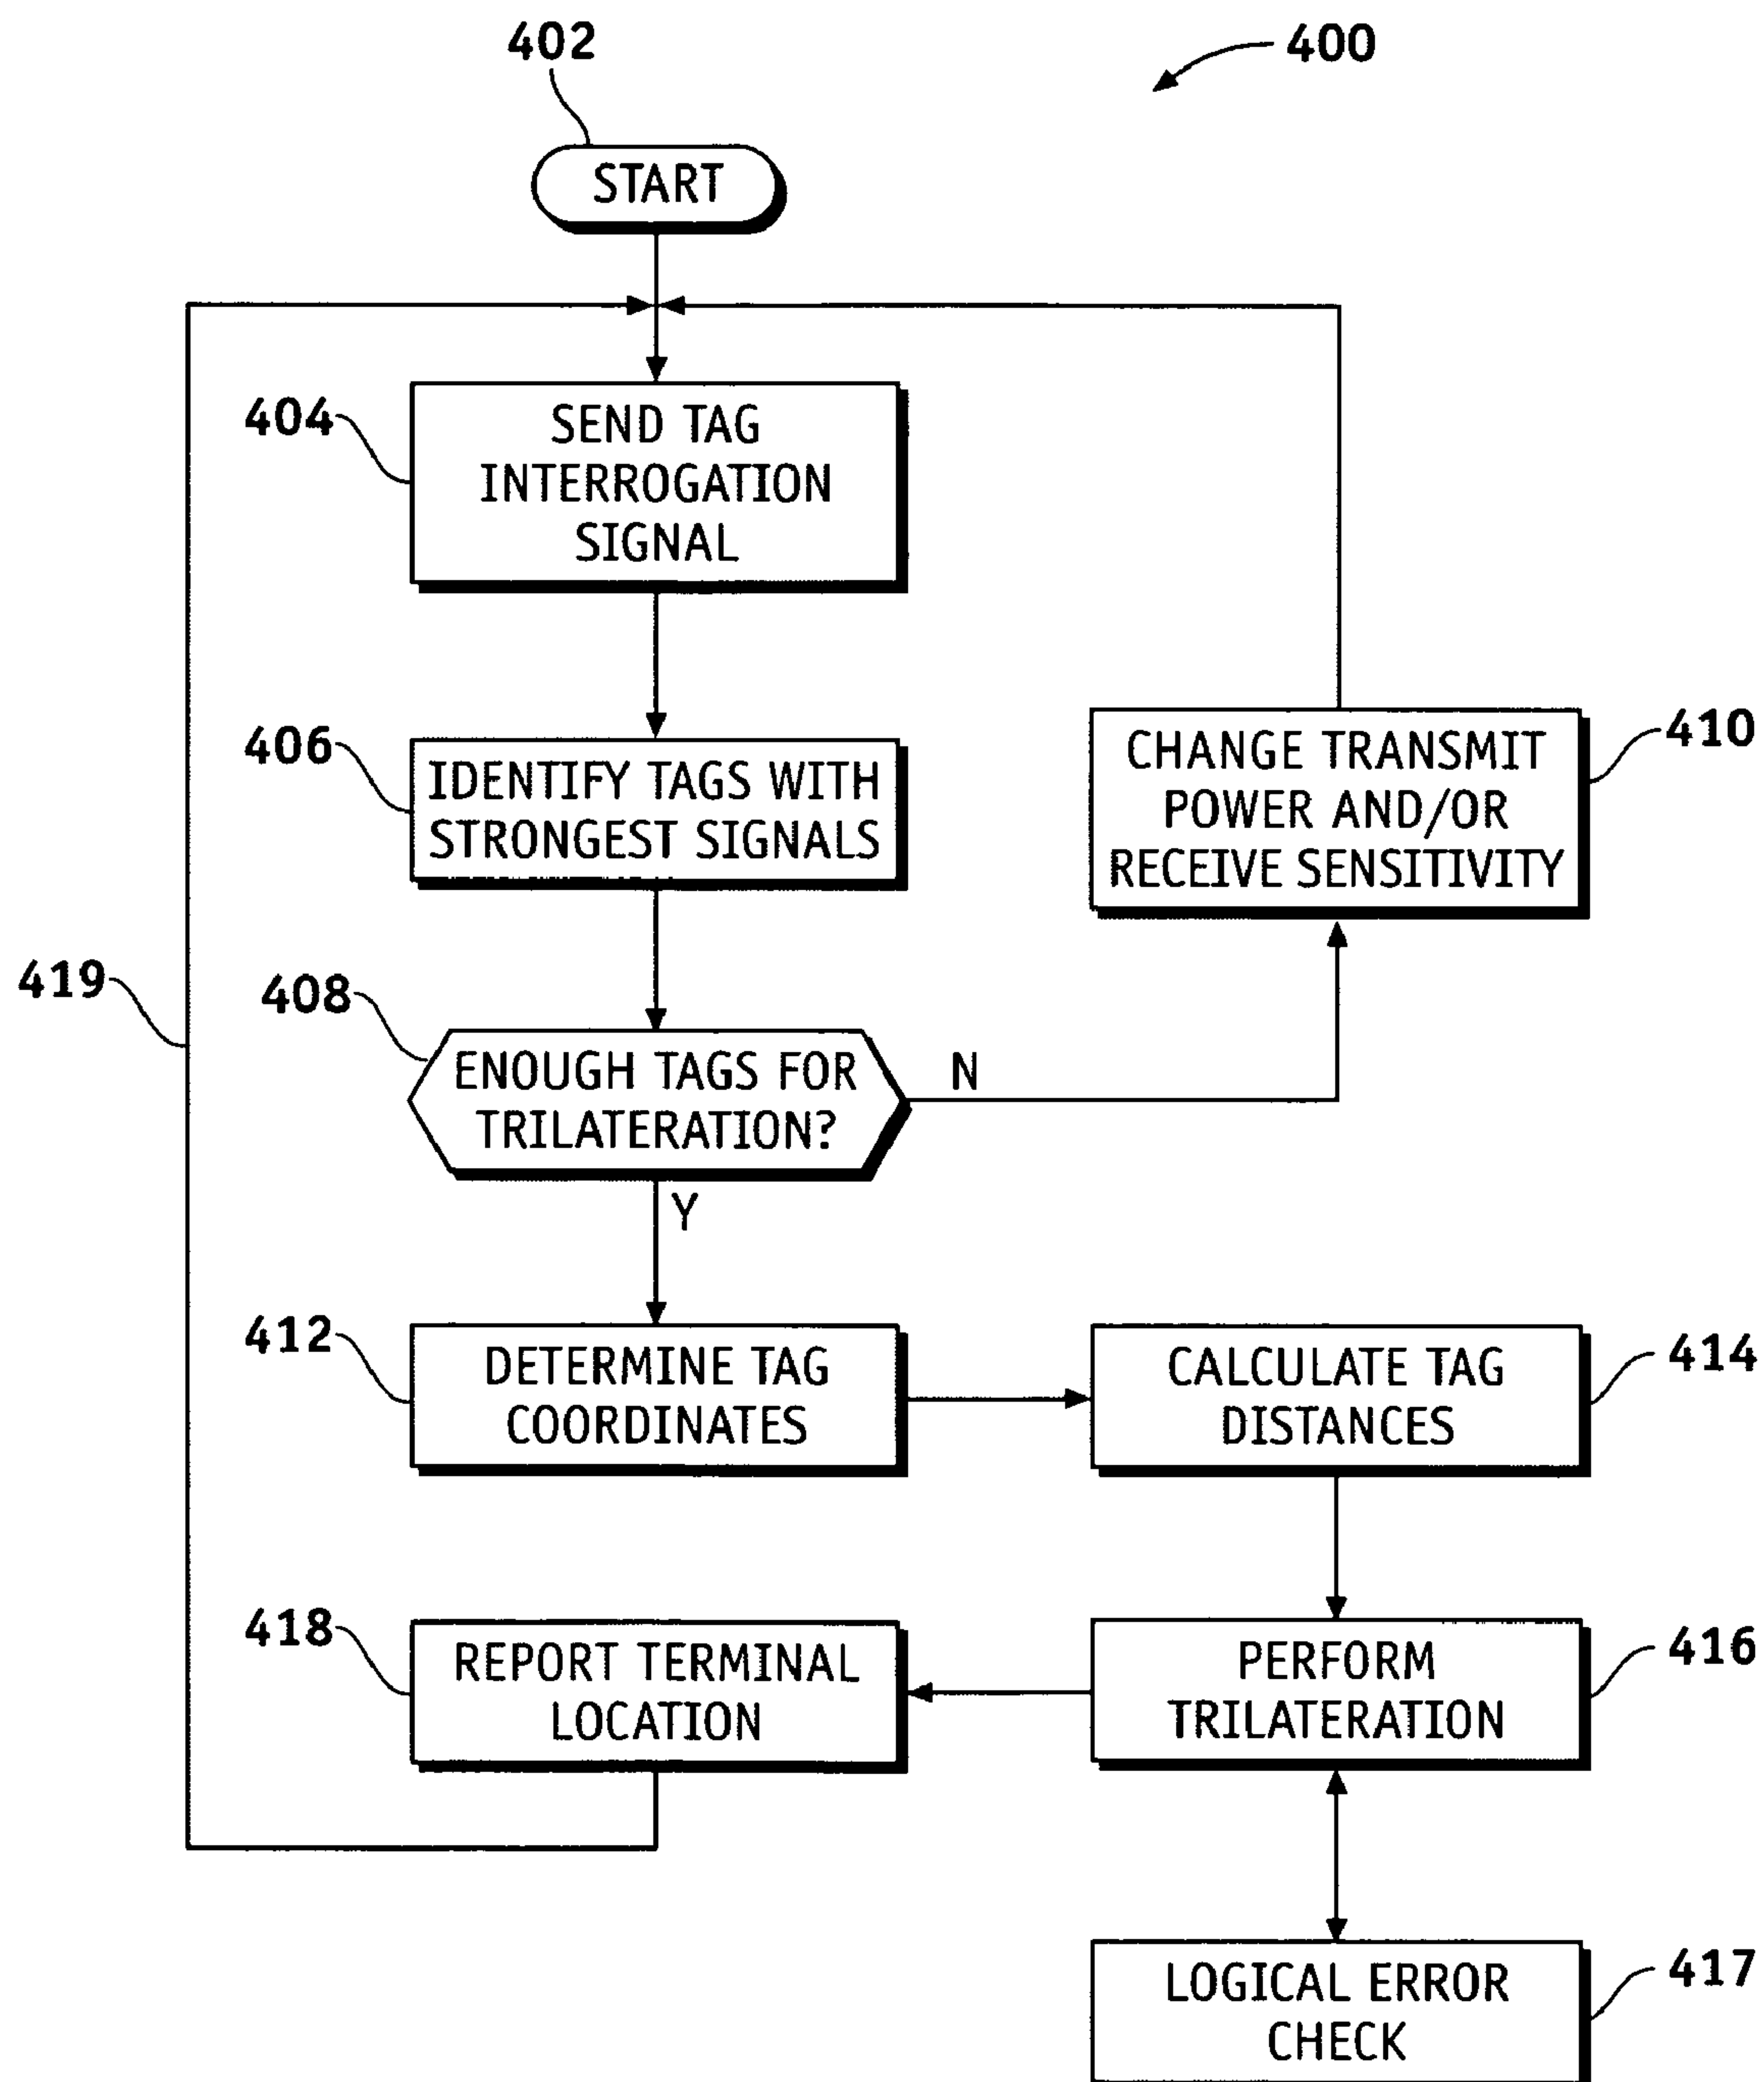 402
400
START
404
SEND TAG
INTERROGATION
SIGNAL
406
IDENTIFY TAGS WITH
STRONGEST SIGNALS
410
CHANGE TRANSMIT
POWER AND/OR
RECEIVE SENSITIVITY
419
408
ENOUGH TAGS FOR
TRILATERATION?
N
Y
412
DETERMINE TAG
COORDINATES
414
CALCULATE TAG
DISTANCES
418
REPORT TERMINAL
LOCATION
416
PERFORM
TRILATERATION
417
LOGICAL ERROR
CHECK